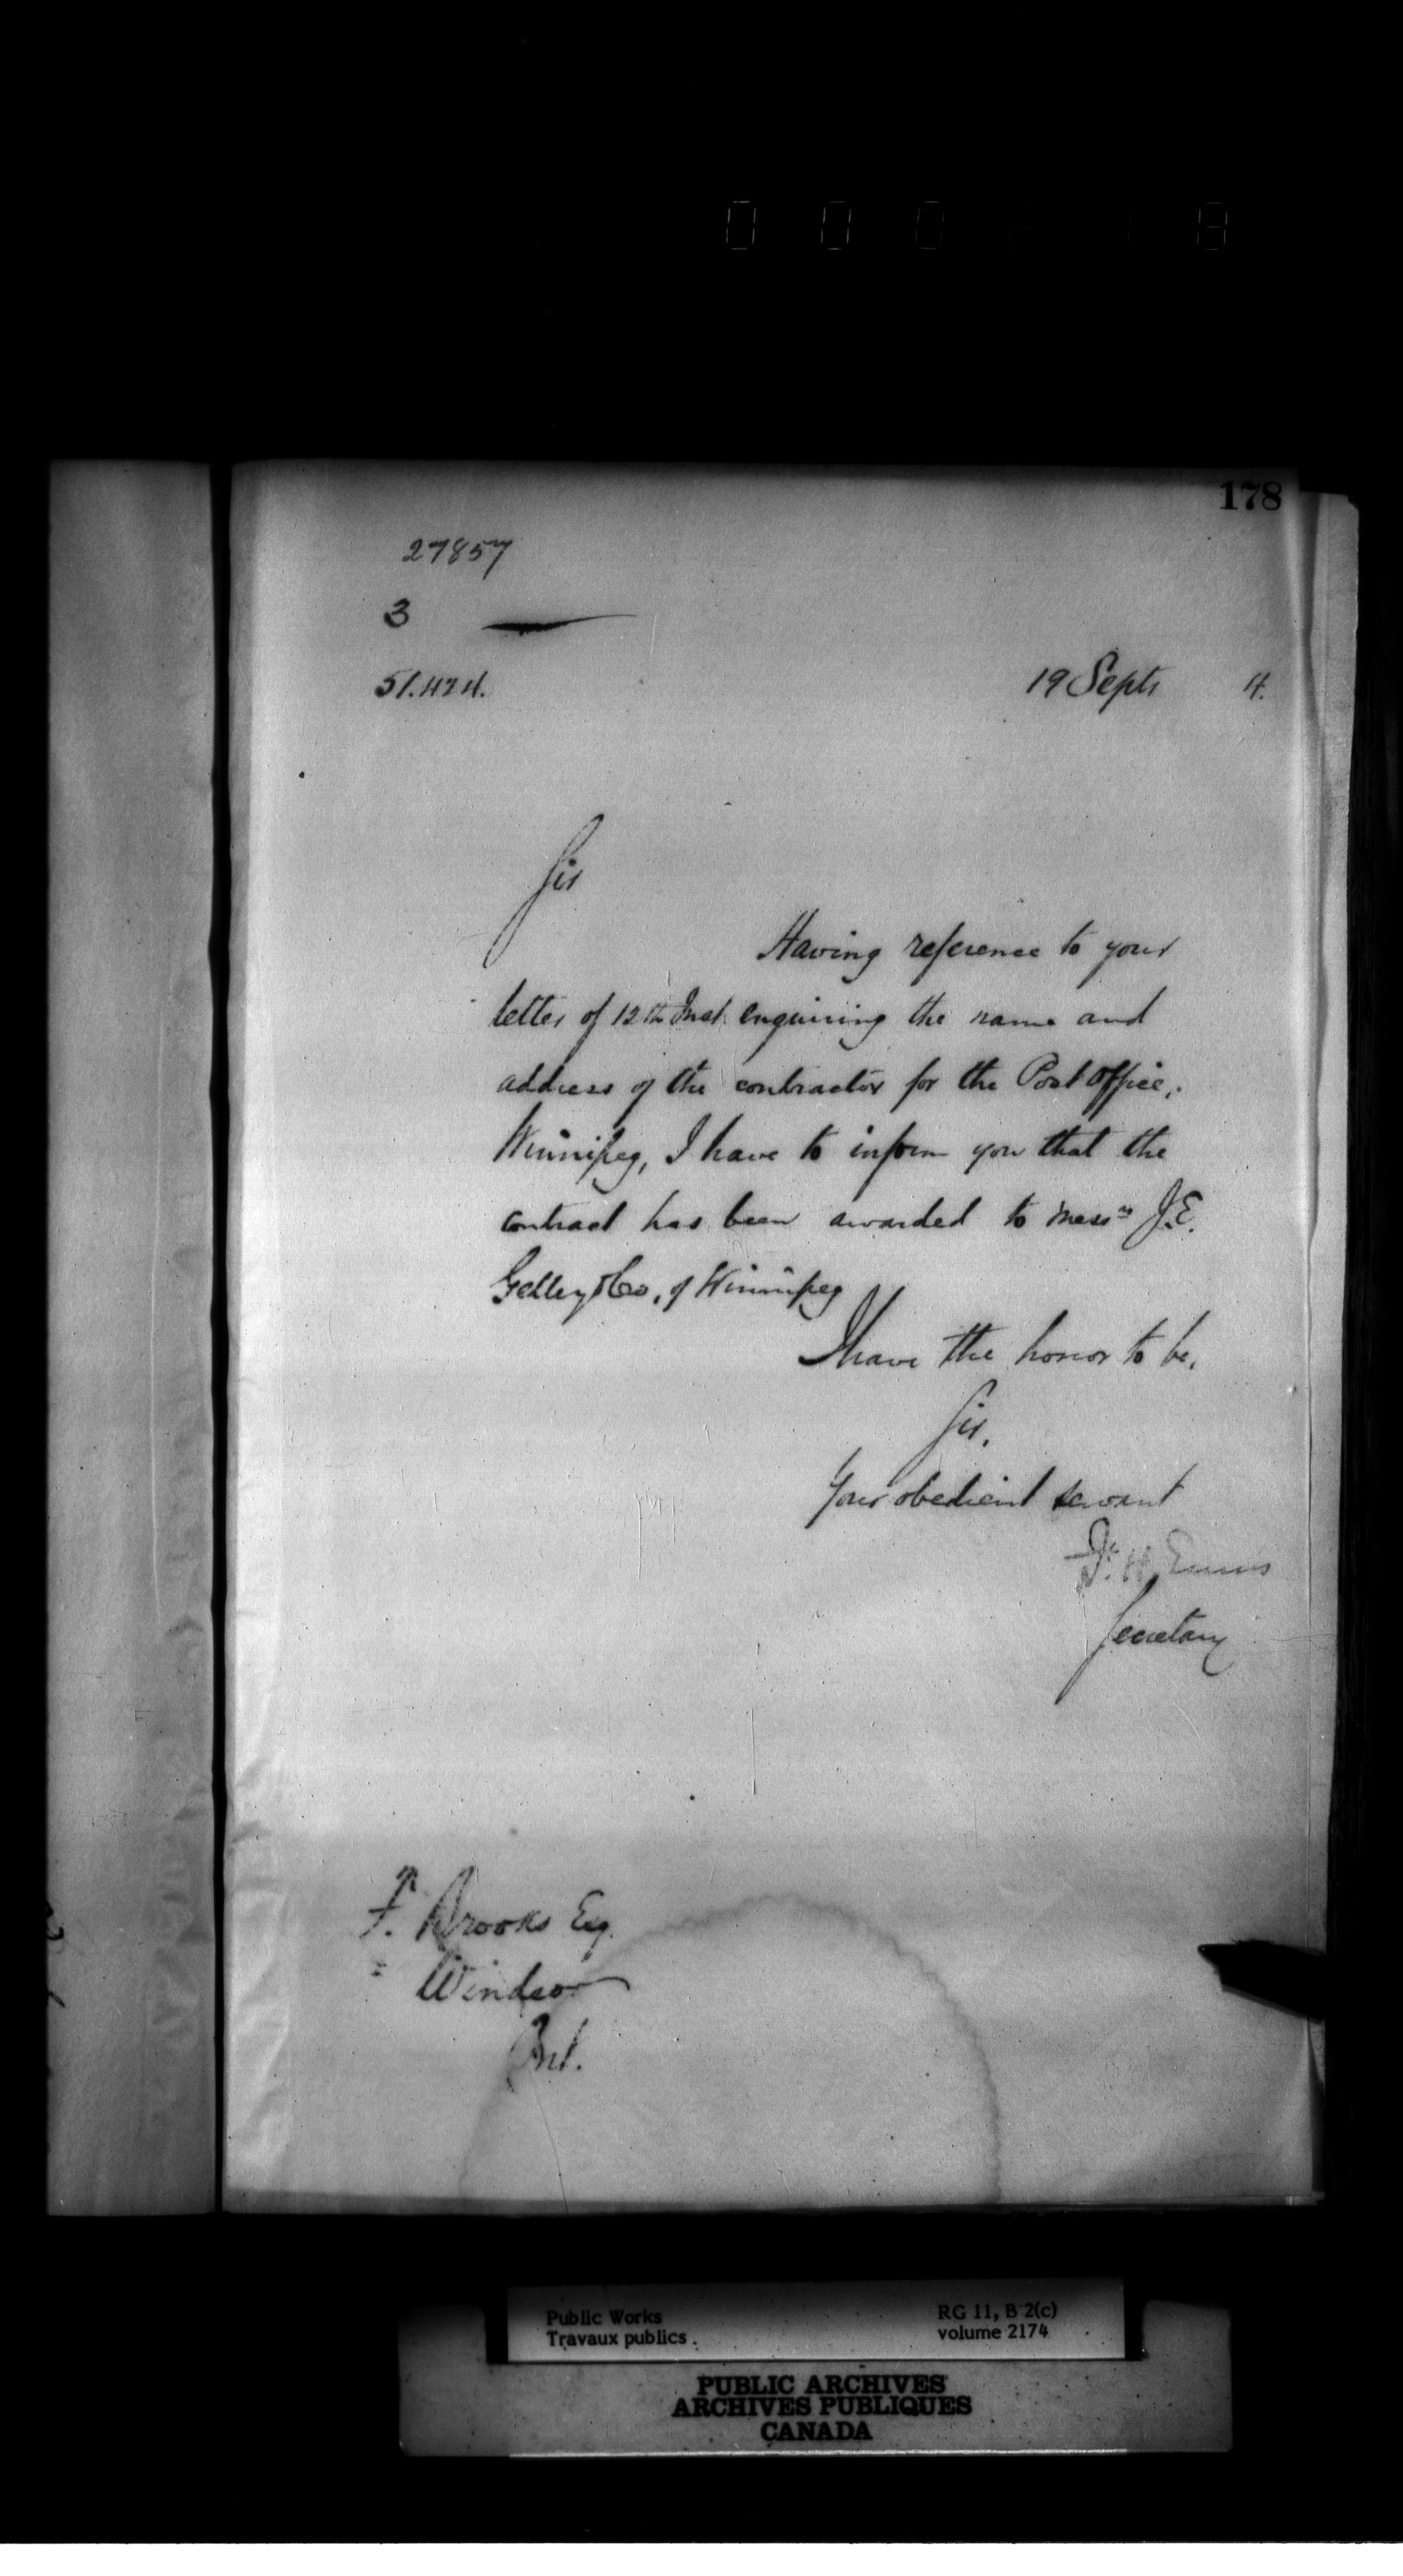 178
27857
3
51.424.
19 Septr 4.
Sir
Having reference to your
letter of 12th Inst. enquiring the name and
address of the contractor for the Post Office,
Winnipeg, I have to inform you that the
contract has been awarded to Messrs J.E.
Gelley & Co, of Winnipeg
I have the honor to be,
Sir,
Your obedient servant
F. H. Ennis
Secretary
F. Brooks Esq.
Windsor
Ont.
Public Works
Travaux publics
RG 11, B 2(c)
volume 2174
PUBLIC ARCHIVES
ARCHIVES PUBLIQUES
CANADA